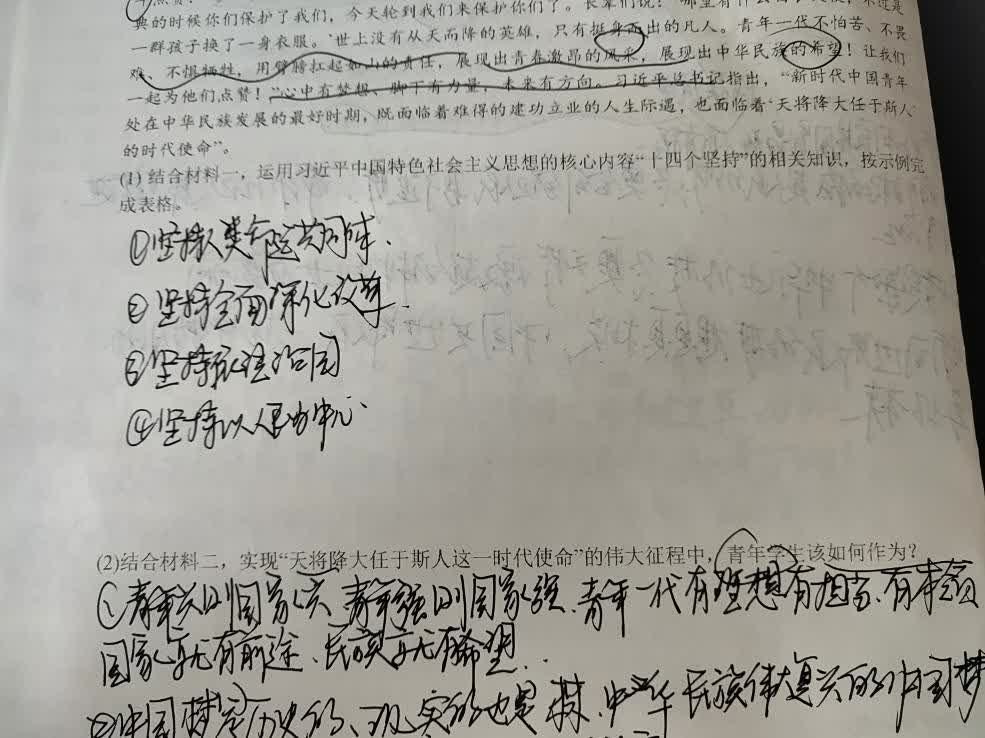 典的时候你们保护了我们，今天轮到我们来保护你们了。长辈们说：
一群孩子换了一身衣服。’世上没有从天而降的英雄，只有挺身而出的凡人。青年一代不怕苦、不畏
难、不惧牺牲，用臂膀扛起如山的责任，展现出青春激昂的风采，展现出中华民族的希望！让我们
一起为他们点赞！”心中有梦想、脚下有力量，未来有方向。习近平总书记指出，“新时代中国青年
处在中华民族发展的最好时期，既面临着难得的建功立业的人生际遇，也面临着‘天将降大任于斯人’
的时代使命”。
(1) 结合材料一，运用习近平中国特色社会主义思想的核心内容“十四个坚持”的相关知识，按示例完
成表格。
①坚持人类命运共同体.
②坚持全面深化改革.
③坚持依法治国
④坚持以人民为中心.
(2)结合材料二，实现“天将降大任于斯人这一时代使命”的伟大征程中，青年学生该如何作为？
①青年兴则国家兴、青年强则国家强.青年一代有理想有担当、有本领
国家就有前途、民族就有希望..
②中国梦是历史的、现实的也是 中华民族伟大复兴的中国梦